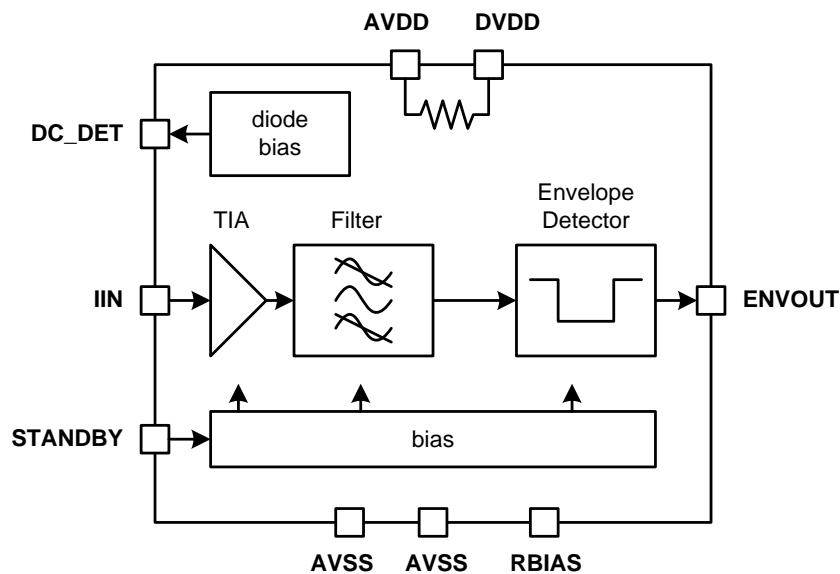 AVDD DVDD
DC_DET
diode
bias
TIA
Filter
Envelope
Detector
IIN
ENVOUT
STANDBY
bias
AVSS AVSS RBIAS